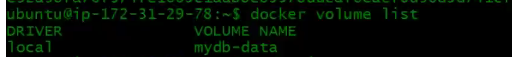 ubuntu@ip-172-31-29-78:~$ docker volume list
DRIVER VOLUME NAME
local mydb-data